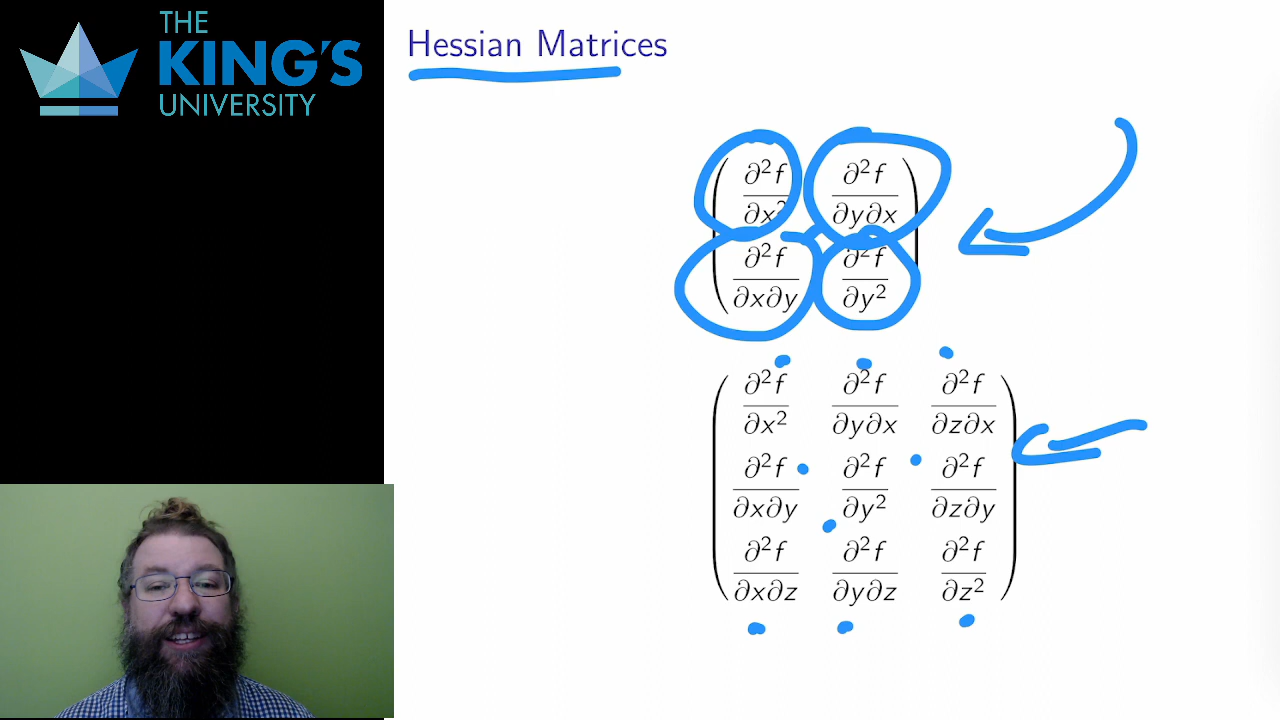 THE
KING'S
UNIVERSITY
Hessian Matrices
∂²f ∂²f
∂x² ∂y∂x
∂²f ∂²f
∂x∂y ∂y²
∂²f ∂²f ∂²f
∂x² ∂y∂x ∂z∂x
∂²f ∂²f ∂²f
∂x∂y ∂y² ∂z∂y
∂²f ∂²f ∂²f
∂x∂z ∂y∂z ∂z²